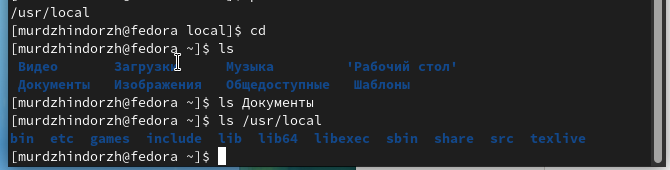 /usr/local
[murdzhindorzh@fedora local]$ cd
[murdzhindorzh@fedora ~]$ ls
Видео Загрузки Музыка 'Рабочий стол'
Документы Изображения Общедоступные Шаблоны
[murdzhindorzh@fedora ~]$ ls Документы
[murdzhindorzh@fedora ~]$ ls /usr/local
bin etc games include lib lib64 libexec sbin share src texlive
[murdzhindorzh@fedora ~]$